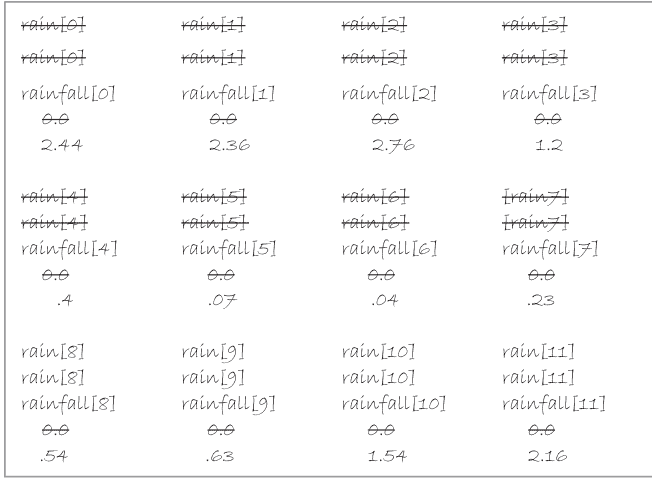 rain[0] rain[1] rain[2] rain[3]
rain[0] rain[1] rain[2] rain[3]
rainfall[0] rainfall[1] rainfall[2] rainfall[3]
0.0 0.0 0.0 0.0
2.44 2.36 2.76 1.2
rain[4] rain[5] rain[6] [rain7]
rain[4] rain[5] rain[6] [rain7]
rainfall[4] rainfall[5] rainfall[6] rainfall[7]
0.0 0.0 0.0 0.0
.4 .07 .04 .23
rain[8] rain[9] rain[10] rain[11]
rain[8] rain[9] rain[10] rain[11]
rainfall[8] rainfall[9] rainfall[10] rainfall[11]
0.0 0.0 0.0 0.0
.54 .63 1.54 2.16